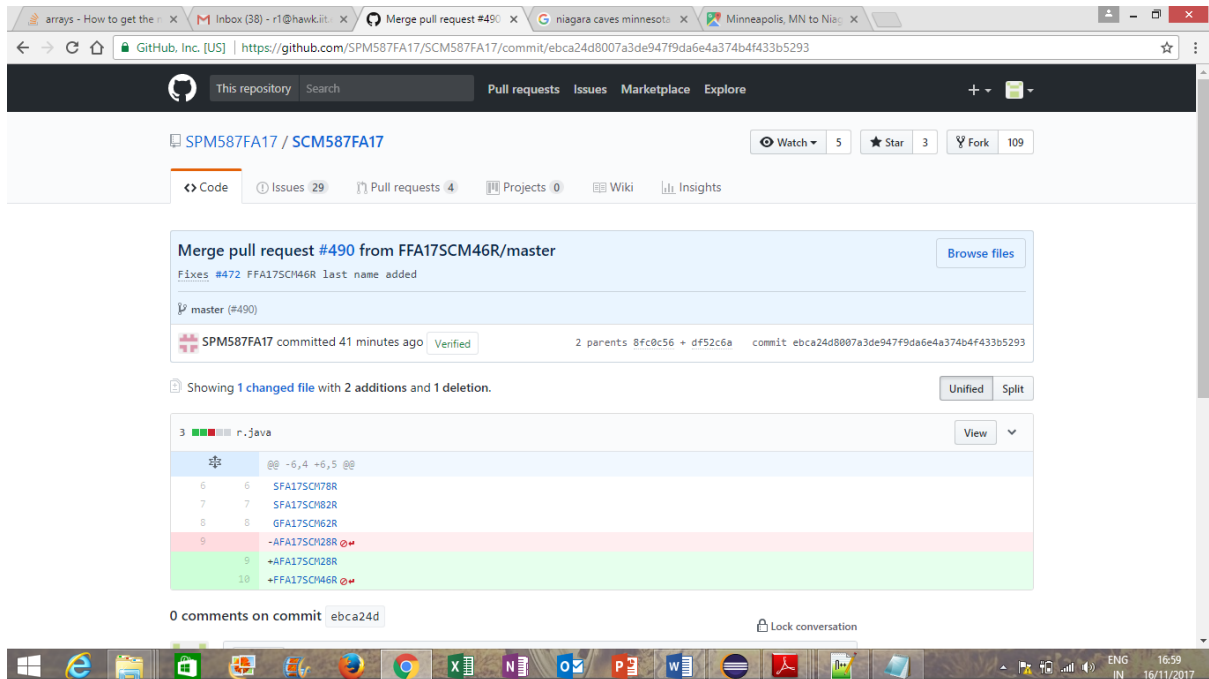 arrays - How to get the n
Inbox (38) - r1@hawk.iit.
Merge pull request #490
niagara caves minnesota
Minneapolis, MN to Niag
GitHub, Inc. [US] | https://github.com/SPM587FA17/SCM587FA17/commit/ebca24d8007a3de947f9da6e4a374b4f433b5293
This repository Search Pull requests Issues Marketplace Explore
SPM587FA17 / SCM587FA17
Watch 5 Star 3 Fork 109
Code Issues 29 Pull requests 4 Projects 0 Wiki Insights
Merge pull request #490 from FFA17SCM46R/master
Browse files
Fixes #472 FFA17SCM46R last name added
master (#490)
SPM587FA17 committed 41 minutes ago Verified 2 parents 8fc0c56 + df52c6a commit ebca24d8007a3de947f9da6e4a374b4f433b5293
Showing 1 changed file with 2 additions and 1 deletion.
Unified Split
3 r.java View
@@ -6,4 +6,5 @@
6 6 SFA17SCM78R
7 7 SFA17SCM82R
8 8 GFA17SCM62R
9 -AFA17SCM28R
9 +AFA17SCM28R
10 +FFA17SCM46R
0 comments on commit ebca24d
Lock conversation
ENG 16:59
IN 16/11/2017